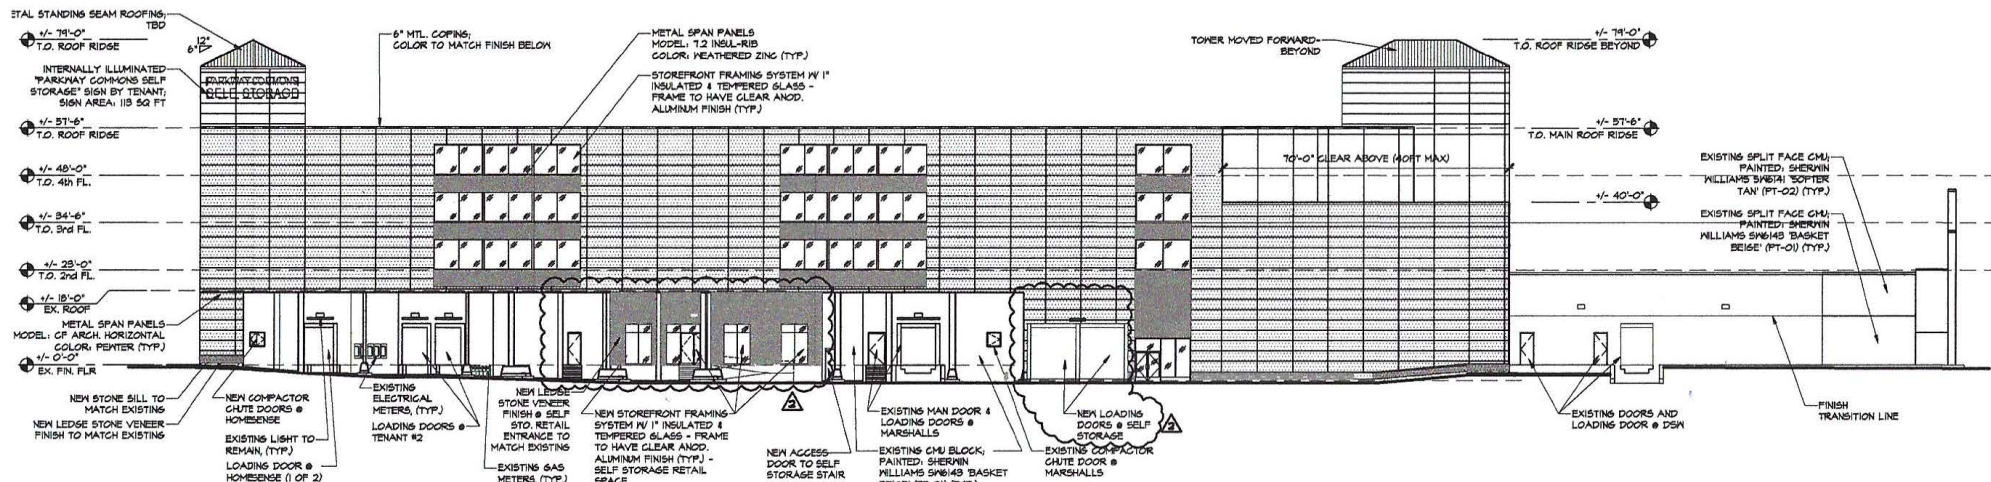 ETAL STANDING SEAM ROOFING;
TBD
+/- 79'-0"
T.O. ROOF RIDGE
12"
6"
INTERNALLY ILLUMINATED
"PARKWAY COMMONS SELF
STORAGE" SIGN BY TENANT;
SIGN AREA: 113 SQ FT
PARKWAY COMMONS
SELF STORAGE
+/- 57'-6"
T.O. ROOF RIDGE
+/- 48'-0"
T.O. 4th FL.
+/- 34'-6"
T.O. 3rd FL.
+/- 23'-0"
T.O. 2nd FL.
+/- 18'-0"
EX. ROOF
METAL SPAN PANELS
MODEL: CF ARCH. HORIZONTAL
COLOR: PEWTER (TYP.)
+/- 0'-0"
EX. FIN. FLR
NEW STONE SILL TO
MATCH EXISTING
NEW LEDGE STONE VENEER
FINISH TO MATCH EXISTING
6" MTL. COPING;
COLOR TO MATCH FINISH BELOW
METAL SPAN PANELS
MODEL: 7.2 INSUL-RIB
COLOR: WEATHERED ZINC (TYP.)
STOREFRONT FRAMING SYSTEM W/ 1"
INSULATED & TEMPERED GLASS -
FRAME TO HAVE CLEAR ANOD.
ALUMINUM FINISH (TYP.)
TOWER MOVED FORWARD-
BEYOND
+/- 79'-0"
T.O. ROOF RIDGE BEYOND
+/- 57'-6"
T.O. MAIN ROOF RIDGE
70'-0" CLEAR ABOVE (40FT MAX)
+/- 40'-0"
EXISTING SPLIT FACE CMU;
PAINTED: SHERWIN
WILLIAMS SW6141 'SOFTER
TAN' (PT-02) (TYP.)
EXISTING SPLIT FACE CMU;
PAINTED: SHERWIN
WILLIAMS SW6143 'BASKET
BEIGE' (PT-01) (TYP.)
NEW COMPACTOR
CHUTE DOORS @
HOMESENSE
EXISTING LIGHT TO
REMAIN, (TYP.)
LOADING DOOR @
HOMESENSE (1 OF 2)
EXISTING
ELECTRICAL
METERS, (TYP.)
LOADING DOORS @
TENANT #2
EXISTING GAS
METERS, (TYP.)
NEW LEDGE
STONE VENEER
FINISH @ SELF
STO. RETAIL
ENTRANCE TO
MATCH EXISTING
NEW STOREFRONT FRAMING
SYSTEM W/ 1" INSULATED &
TEMPERED GLASS - FRAME
TO HAVE CLEAR ANOD.
ALUMINUM FINISH (TYP.) -
SELF STORAGE RETAIL
SPACE
2
NEW ACCESS
DOOR TO SELF
STORAGE STAIR
EXISTING MAN DOOR &
LOADING DOORS @
MARSHALLS
EXISTING CMU BLOCK;
PAINTED: SHERWIN
WILLIAMS SW6143 'BASKET
NEW LOADING
DOORS @ SELF
STORAGE
2
EXISTING COMPACTOR
CHUTE DOOR @
MARSHALLS
EXISTING DOORS AND
LOADING DOOR @ DSW
FINISH
TRANSITION LINE